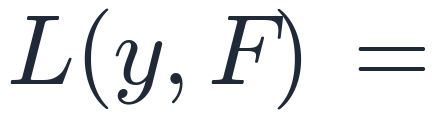 L(y, F) =